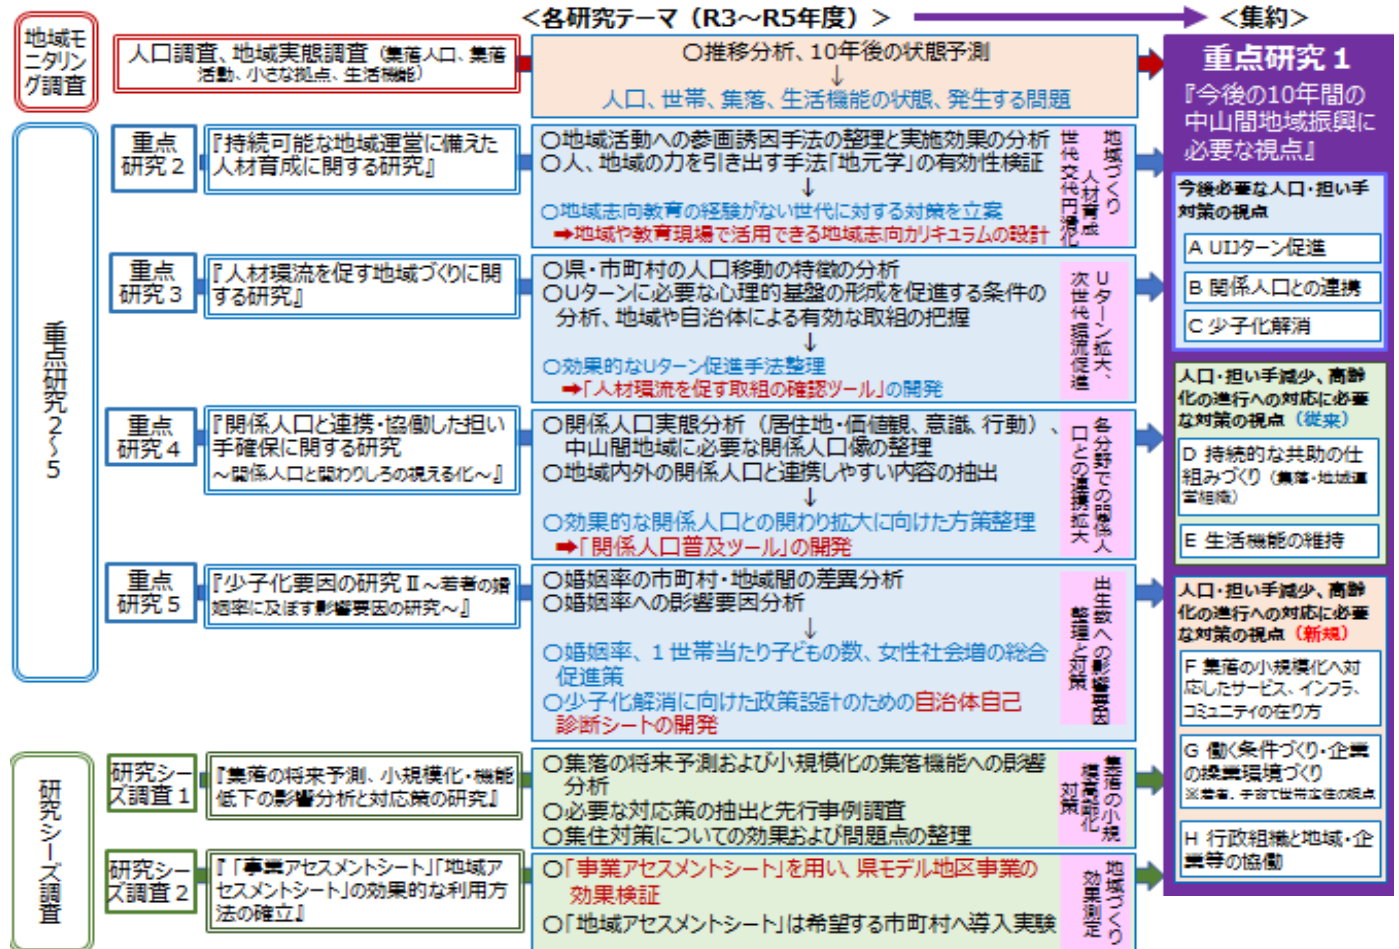 ＜各研究テーマ（R3～R5年度）＞
＜集約＞
地域モ
ニタリン
グ調査
人口調査、地域実態調査（集落人口、集落
活動、小さな拠点、生活機能）
○推移分析、10年後の状態予測
↓
人口、世帯、集落、生活機能の状態、発生する問題
重点研究２～５
重点
研究２
『持続可能な地域運営に備えた
人材育成に関する研究』
○地域活動への参画誘因手法の整理と実施効果の分析
○人、地域の力を引き出す手法「地元学」の有効性検証
↓
○地域志向教育の経験がない世代に対する対策を立案
➡地域や教育現場で活用できる地域志向カリキュラムの設計
地域づくり
人材育成
世代交代円滑化
重点
研究３
『人材環流を促す地域づくりに関
する研究』
○県・市町村の人口移動の特徴の分析
○Uターンに必要な心理的基盤の形成を促進する条件の
分析、地域や自治体による有効な取組の把握
↓
○効果的なUターン促進手法整理
➡「人材環流を促す取組の確認ツール」の開発
Uターン拡大、
次世代環流促進
重点
研究４
『関係人口と連携・協働した担い
手確保に関する研究
～関係人口と関わりしろの視える化～』
○関係人口実態分析（居住地・価値観、意識、行動）、
中山間地域に必要な関係人口像の整理
○地域内外の関係人口と連携しやすい内容の抽出
↓
○効果的な関係人口との関わり拡大に向けた方策整理
➡「関係人口普及ツール」の開発
各分野での関係人
口との連携拡大
重点
研究５
『少子化要因の研究Ⅱ～若者の婚
姻率に及ぼす影響要因の研究～』
○婚姻率の市町村・地域間の差異分析
○婚姻率への影響要因分析
↓
○婚姻率、１世帯当たり子どもの数、女性社会増の総合
促進策
○少子化解消に向けた政策設計のための自治体自己
診断シートの開発
出生数への影響要因
整理と対策
研究シーズ調査
研究シー
ズ調査１
『集落の将来予測、小規模化・機能
低下の影響分析と対応策の研究』
○集落の将来予測および小規模化の集落機能への影響
分析
○必要な対応策の抽出と先行事例調査
○集住対策についての効果および問題点の整理
集落の小規
模高齢化
対策
研究シー
ズ調査２
『「事業アセスメントシート」「地域ア
セスメントシート」の効果的な利用方
法の確立』
○「事業アセスメントシート」を用い、県モデル地区事業の
効果検証
○「地域アセスメントシート」は希望する市町村へ導入実験
地域づくり
効果測定
重点研究１
『今後の10年間の
中山間地域振興に
必要な視点』
今後必要な人口・担い手
対策の視点
A UIJターン促進
B 関係人口との連携
C 少子化解消
人口・担い手減少、高齢
化の進行への対応に必要
な対策の視点（従来）
D 持続的な共助の仕
組みづくり（集落・地域運
営組織）
E 生活機能の維持
人口・担い手減少、高齢
化の進行への対応に必要
な対策の視点（新規）
F 集落の小規模化へ対
応したサービス、インフラ、
コミュニティの在り方
G 働く条件づくり・企業
の操業環境づくり
※若者、子育て世帯定住の視点
H 行政組織と地域・企
業等の協働